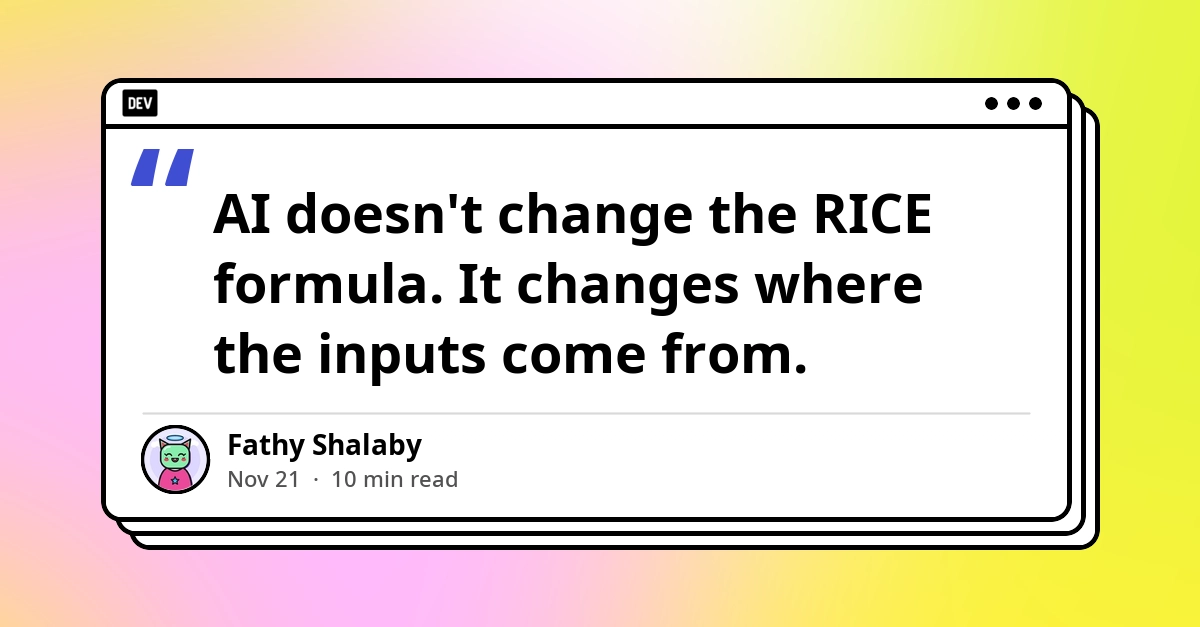 DEV
“
AI doesn't change the RICE
formula. It changes where
the inputs come from.
Fathy Shalaby
Nov 21 · 10 min read